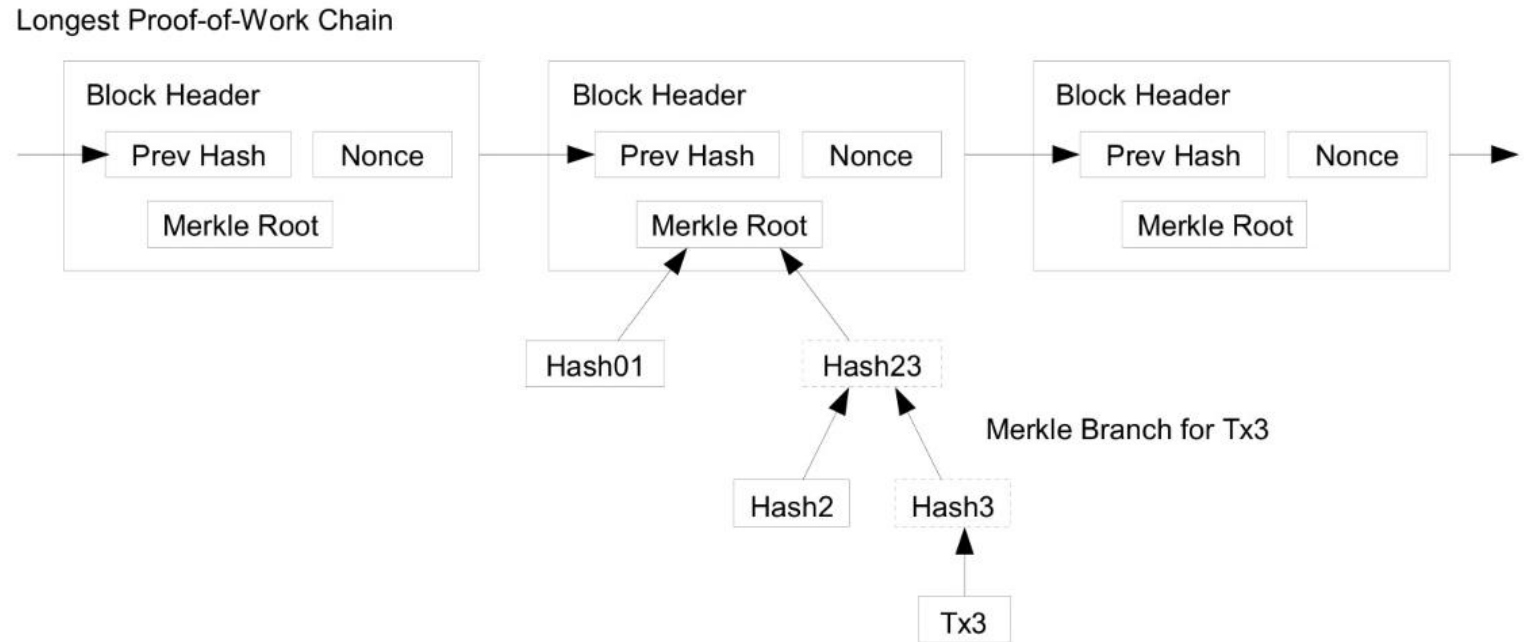 Longest Proof-of-Work Chain
Block Header Block Header Block Header
Prev Hash Nonce Prev Hash Nonce Prev Hash Nonce
Merkle Root Merkle Root Merkle Root
Hash01 Hash23
Merkle Branch for Tx3
Hash2 Hash3
Tx3